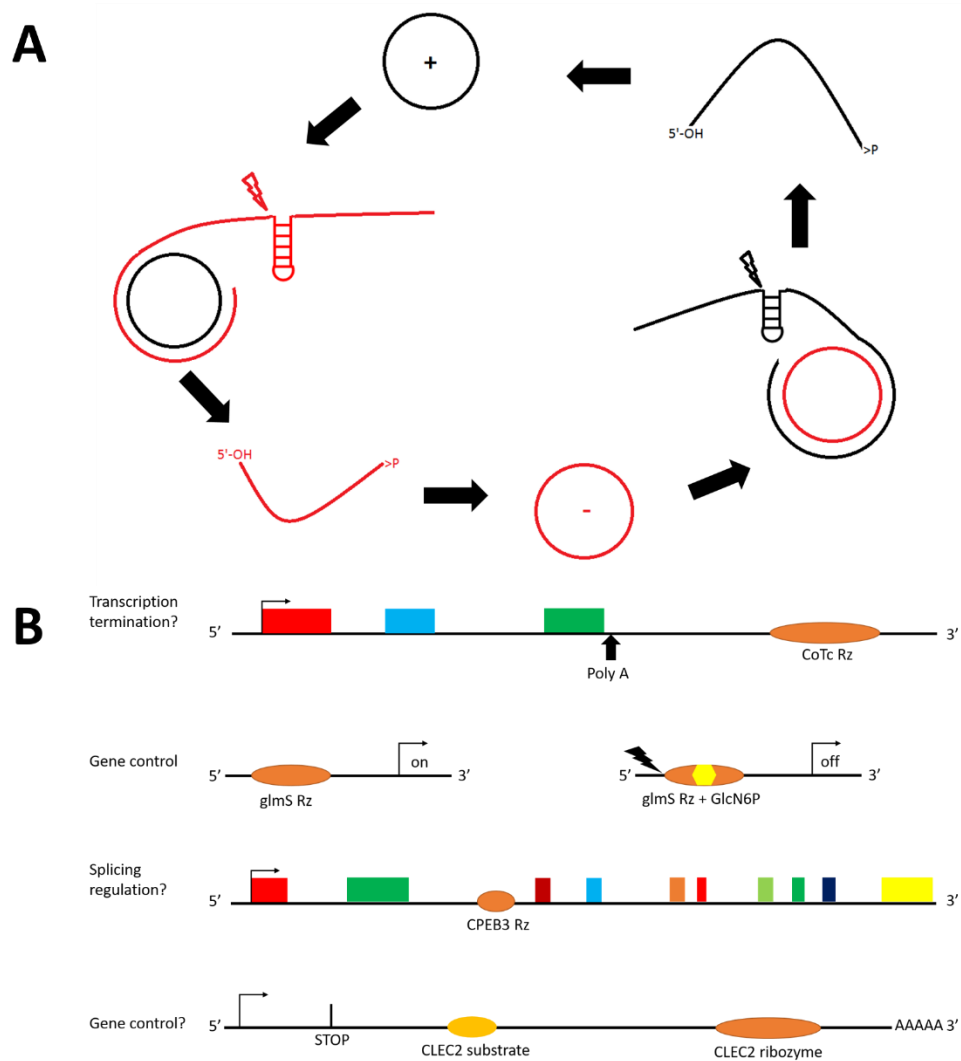 A
+
5'-OH
>P
5'-OH
>P
-
B
Transcription
termination?
5’
3’
Poly A
CoTc Rz
Gene control
5’
on
3’
glmS Rz
5’
off
3’
glmS Rz + GlcN6P
Splicing
regulation?
5’
3’
CPEB3 Rz
Gene control?
5’
STOP
CLEC2 substrate
CLEC2 ribozyme
AAAAA 3’